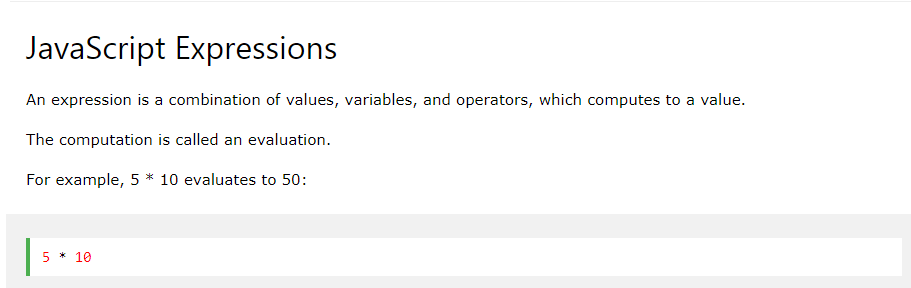 JavaScript Expressions
An expression is a combination of values, variables, and operators, which computes to a value.
The computation is called an evaluation.
For example, 5 * 10 evaluates to 50:
5 * 10